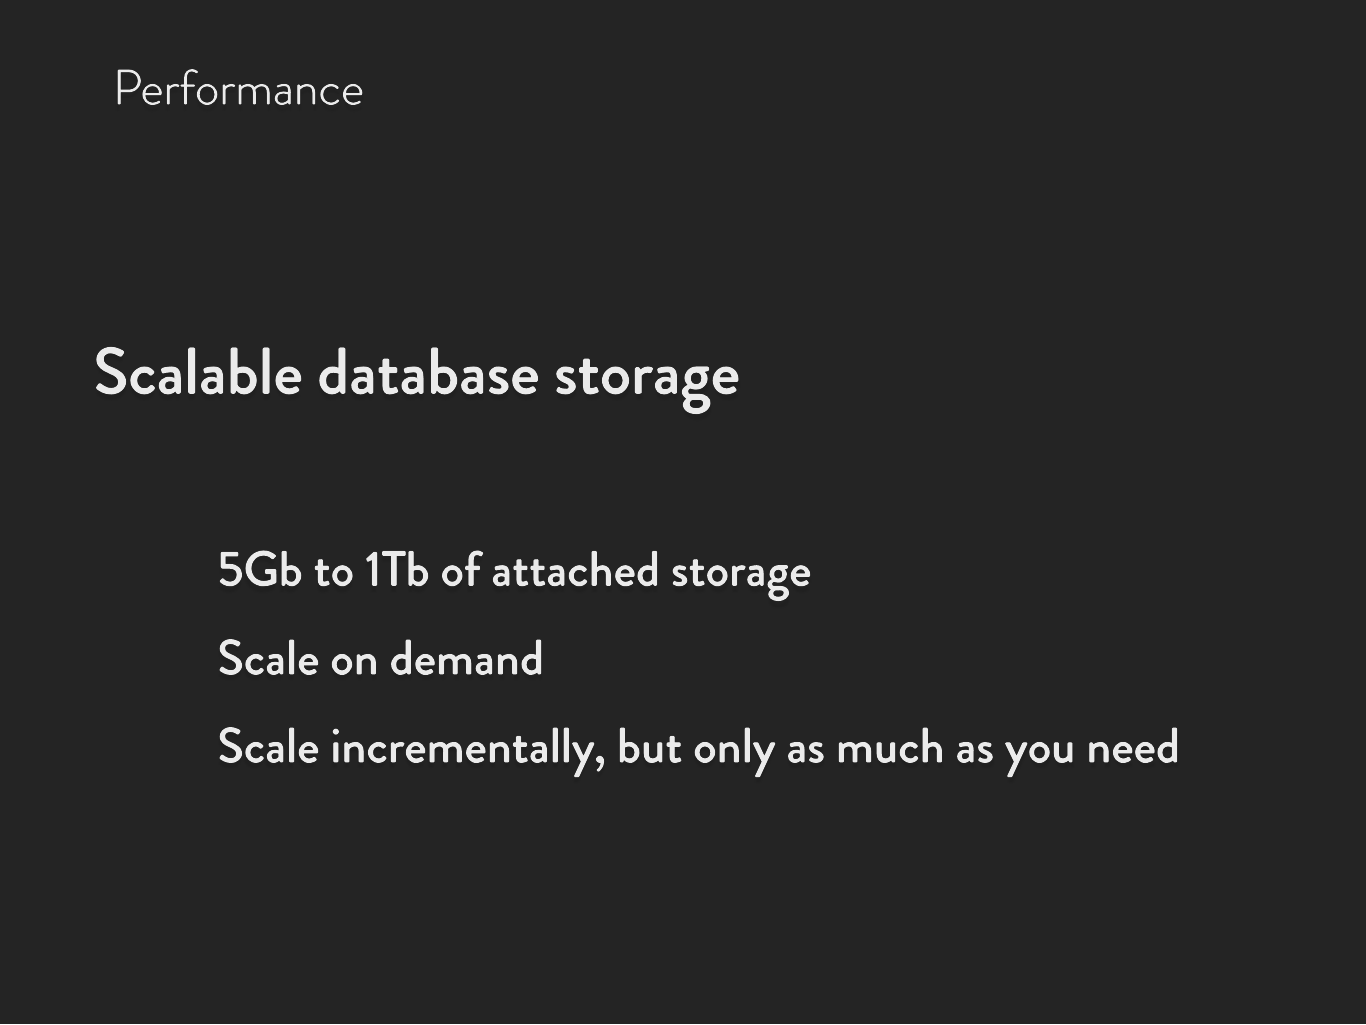 Performance
Scalable database storage
5Gb to 1Tb of attached storage
Scale on demand
Scale incrementally, but only as much as you need